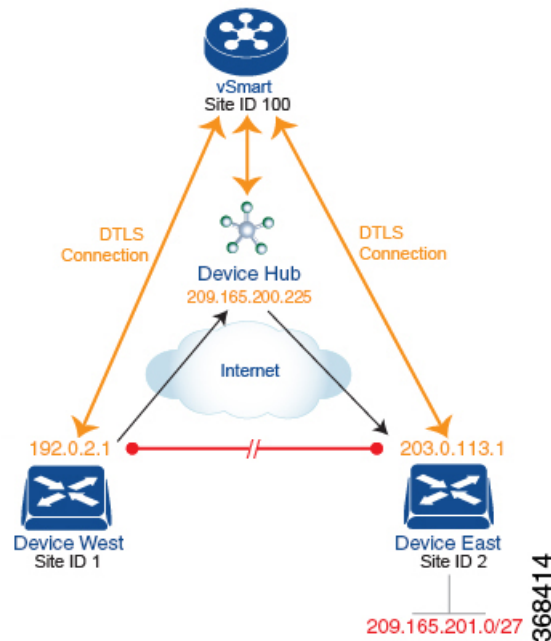 vSmart
Site ID 100
DTLS
Connection
DTLS
Connection
Device Hub
209.165.200.225
Internet
192.0.2.1
203.0.113.1
Device West
Site ID 1
Device East
Site ID 2
209.165.201.0/27
368414